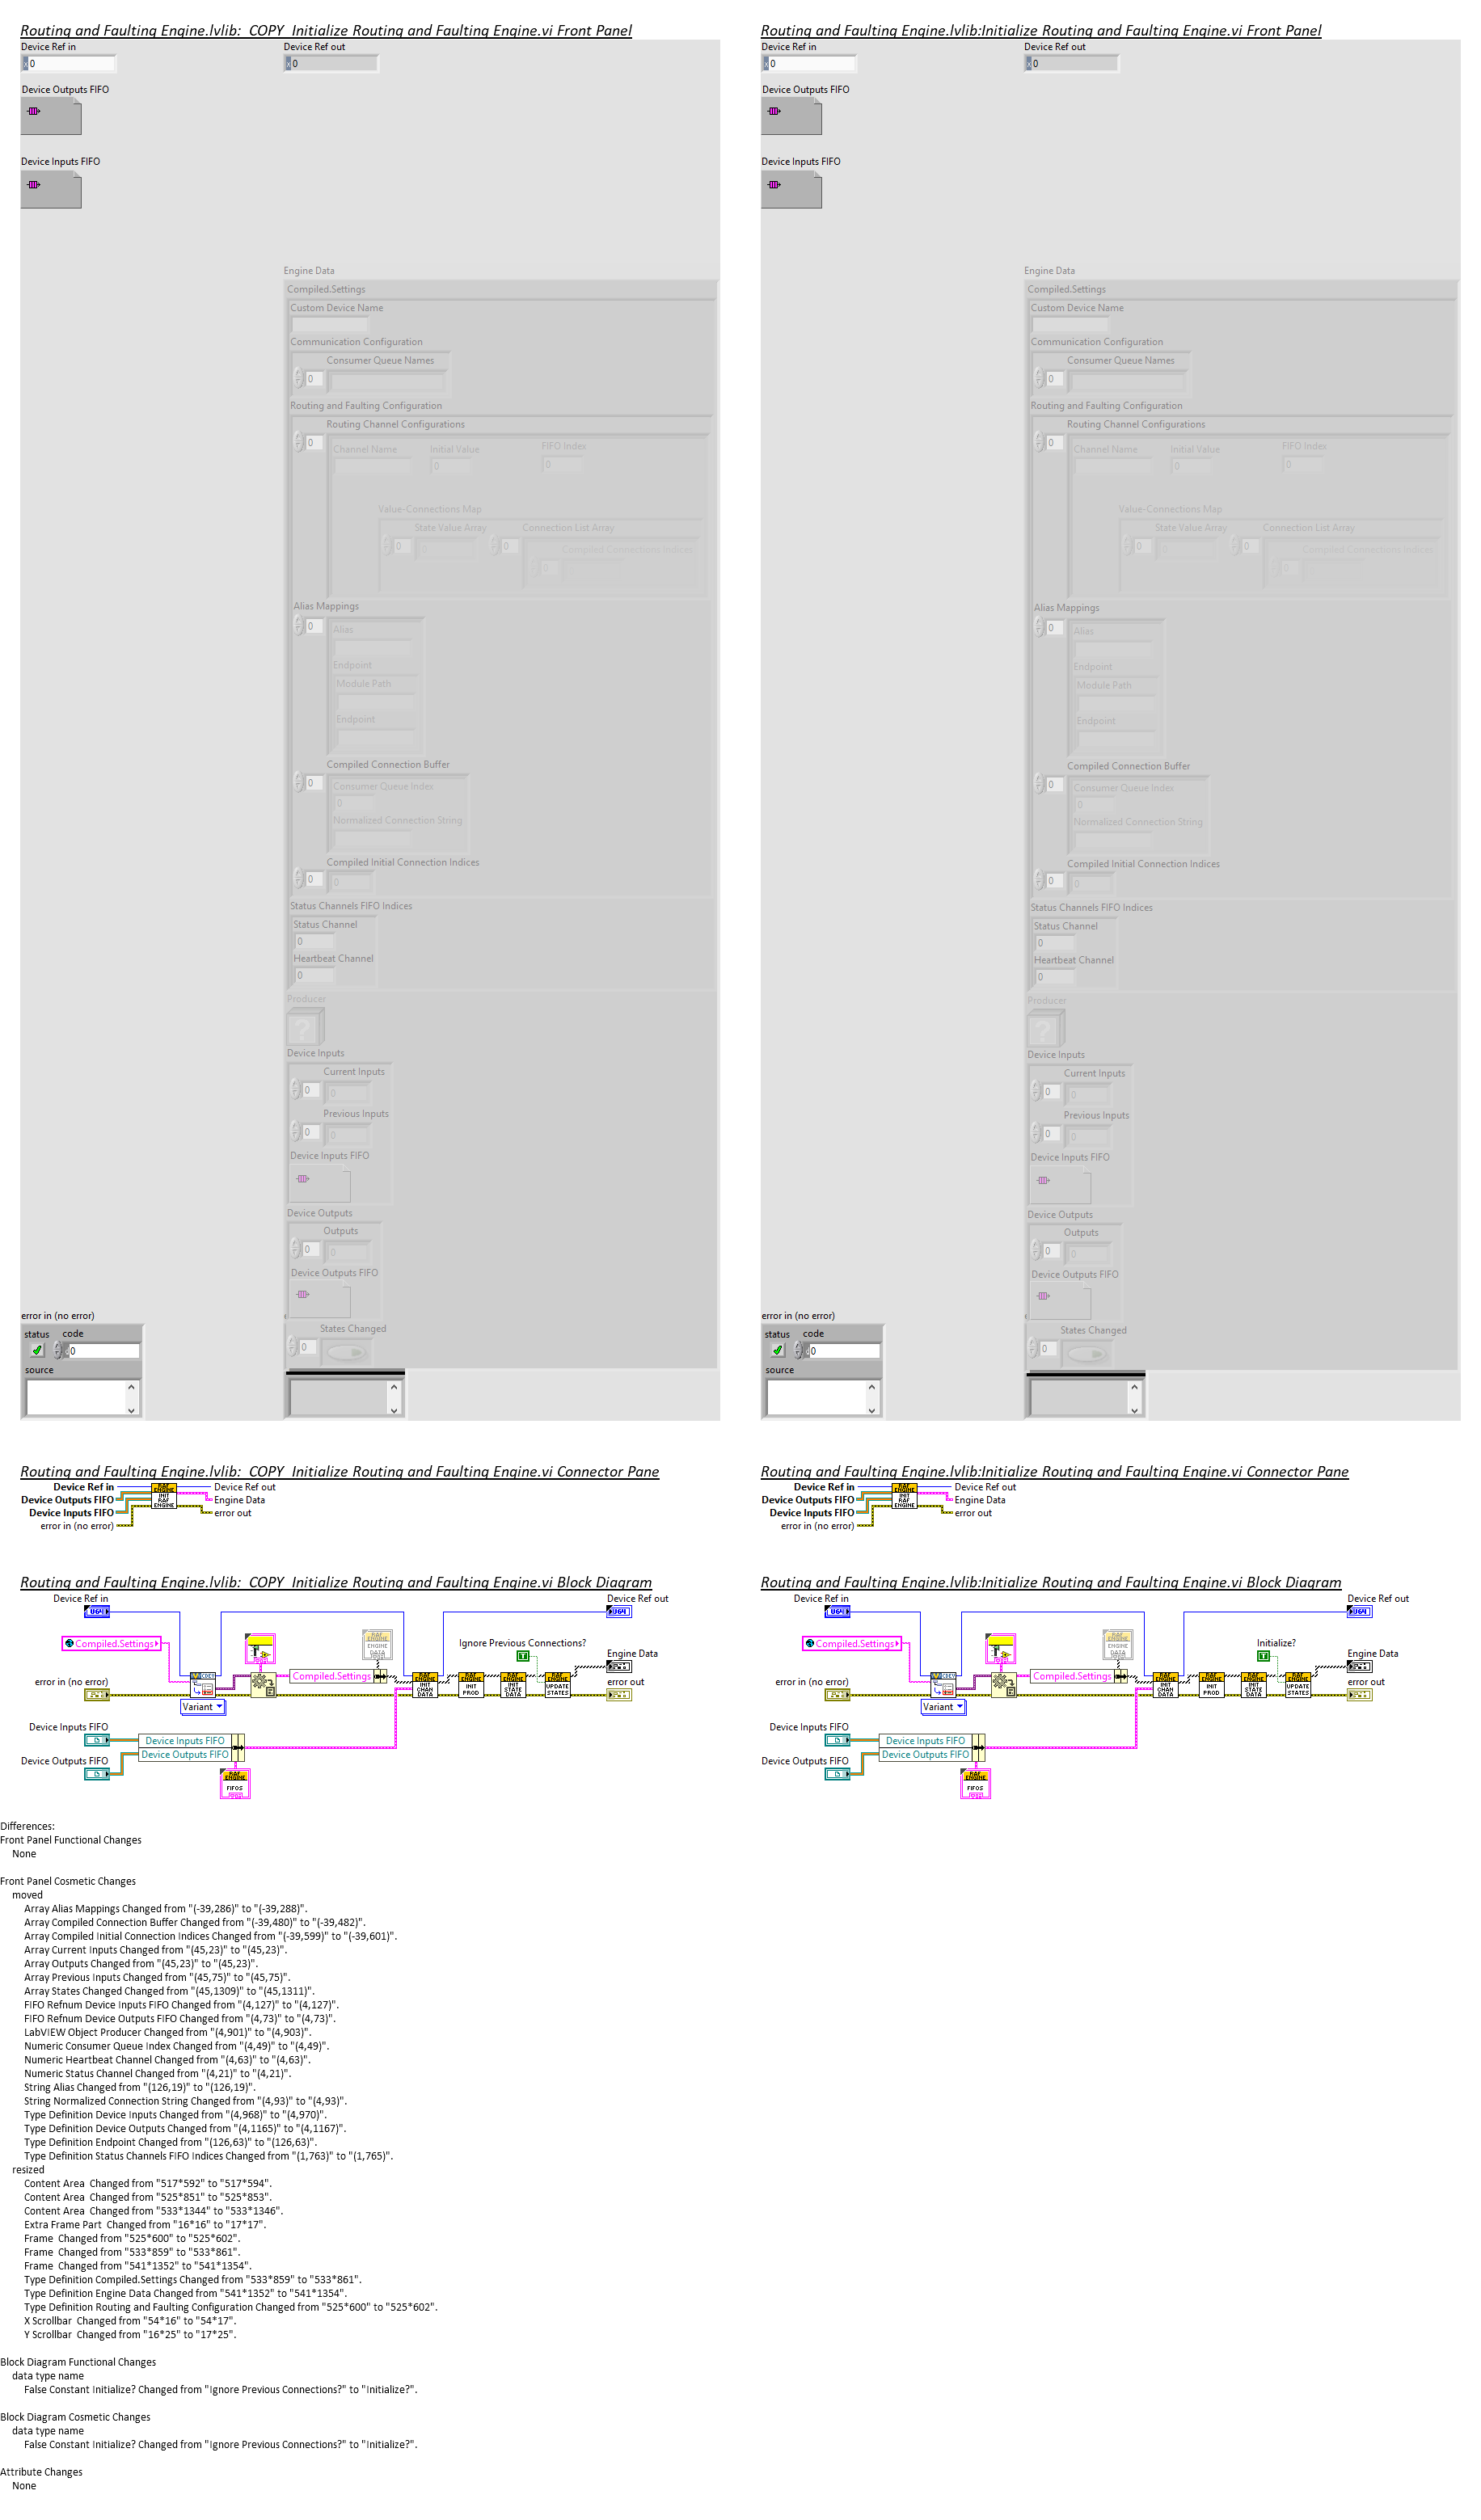 Routing and Faulting Engine.lvlib:  COPY  Initialize Routing and Faulting Engine.vi Front Panel
Device Ref in
Device Ref out
x 0
x 0
Device Outputs FIFO
Device Inputs FIFO
Engine Data
Compiled.Settings
Custom Device Name
Communication Configuration
Consumer Queue Names
0
Routing and Faulting Configuration
Routing Channel Configurations
0
Channel Name
Initial Value
FIFO Index
0
0
Value-Connections Map
State Value Array
Connection List Array
0
0
0
Compiled Connections Indices
0
Alias Mappings
0
Alias
Endpoint
Module Path
Endpoint
Compiled Connection Buffer
0
Consumer Queue Index
0
Normalized Connection String
Compiled Initial Connection Indices
0
0
Status Channels FIFO Indices
Status Channel
0
Heartbeat Channel
0
Producer
?
Device Inputs
Current Inputs
0
0
Previous Inputs
0
0
Device Inputs FIFO
Device Outputs
Outputs
0
0
Device Outputs FIFO
States Changed
0
error in (no error)
status
code
d 0
source
Routing and Faulting Engine.lvlib:Initialize Routing and Faulting Engine.vi Front Panel
Device Ref in
Device Ref out
x 0
x 0
Device Outputs FIFO
Device Inputs FIFO
Engine Data
Compiled.Settings
Custom Device Name
Communication Configuration
Consumer Queue Names
0
Routing and Faulting Configuration
Routing Channel Configurations
0
Channel Name
Initial Value
FIFO Index
0
0
Value-Connections Map
State Value Array
Connection List Array
0
0
0
Compiled Connections Indices
0
Alias Mappings
0
Alias
Endpoint
Module Path
Endpoint
Compiled Connection Buffer
0
Consumer Queue Index
0
Normalized Connection String
Compiled Initial Connection Indices
0
0
Status Channels FIFO Indices
Status Channel
0
Heartbeat Channel
0
Producer
?
Device Inputs
Current Inputs
0
0
Previous Inputs
0
0
Device Inputs FIFO
Device Outputs
Outputs
0
0
Device Outputs FIFO
States Changed
0
error in (no error)
status
code
d 0
source
Routing and Faulting Engine.lvlib:  COPY  Initialize Routing and Faulting Engine.vi Connector Pane
Device Ref in
Device Outputs FIFO
Device Inputs FIFO
error in (no error)
RAF ENGINE
INIT RAF ENGINE
Device Ref out
Engine Data
error out
Routing and Faulting Engine.lvlib:Initialize Routing and Faulting Engine.vi Connector Pane
Device Ref in
Device Outputs FIFO
Device Inputs FIFO
error in (no error)
RAF ENGINE
INIT RAF ENGINE
Device Ref out
Engine Data
error out
Routing and Faulting Engine.lvlib:  COPY  Initialize Routing and Faulting Engine.vi Block Diagram
Device Ref in
U64
Device Ref out
U64
Compiled.Settings
RAF ENGINE
ENGINE DATA
Ignore Previous Connections?
T
Engine Data
Compiled.Settings
error in (no error)
RAF ENGINE
INIT CHAN DATA
RAF ENGINE
INIT PROD
RAF ENGINE
INIT STATE DATA
RAF ENGINE
UPDATE STATES
error out
Variant
Device Inputs FIFO
Device Inputs FIFO
Device Outputs FIFO
Device Outputs FIFO
RAF ENGINE
FIFOS
Routing and Faulting Engine.lvlib:Initialize Routing and Faulting Engine.vi Block Diagram
Device Ref in
U64
Device Ref out
U64
Compiled.Settings
RAF ENGINE
ENGINE DATA
Initialize?
T
Engine Data
Compiled.Settings
error in (no error)
RAF ENGINE
INIT CHAN DATA
RAF ENGINE
INIT PROD
RAF ENGINE
INIT STATE DATA
RAF ENGINE
UPDATE STATES
error out
Variant
Device Inputs FIFO
Device Inputs FIFO
Device Outputs FIFO
Device Outputs FIFO
RAF ENGINE
FIFOS
Differences:
Front Panel Functional Changes
None
Front Panel Cosmetic Changes
moved
Array Alias Mappings Changed from "(-39,286)" to "(-39,288)".
Array Compiled Connection Buffer Changed from "(-39,480)" to "(-39,482)".
Array Compiled Initial Connection Indices Changed from "(-39,599)" to "(-39,601)".
Array Current Inputs Changed from "(45,23)" to "(45,23)".
Array Outputs Changed from "(45,23)" to "(45,23)".
Array Previous Inputs Changed from "(45,75)" to "(45,75)".
Array States Changed Changed from "(45,1309)" to "(45,1311)".
FIFO Refnum Device Inputs FIFO Changed from "(4,127)" to "(4,127)".
FIFO Refnum Device Outputs FIFO Changed from "(4,73)" to "(4,73)".
LabVIEW Object Producer Changed from "(4,901)" to "(4,903)".
Numeric Consumer Queue Index Changed from "(4,49)" to "(4,49)".
Numeric Heartbeat Channel Changed from "(4,63)" to "(4,63)".
Numeric Status Channel Changed from "(4,21)" to "(4,21)".
String Alias Changed from "(126,19)" to "(126,19)".
String Normalized Connection String Changed from "(4,93)" to "(4,93)".
Type Definition Device Inputs Changed from "(4,968)" to "(4,970)".
Type Definition Device Outputs Changed from "(4,1165)" to "(4,1167)".
Type Definition Endpoint Changed from "(126,63)" to "(126,63)".
Type Definition Status Channels FIFO Indices Changed from "(1,763)" to "(1,765)".
resized
Content Area  Changed from "517*592" to "517*594".
Content Area  Changed from "525*851" to "525*853".
Content Area  Changed from "533*1344" to "533*1346".
Extra Frame Part  Changed from "16*16" to "17*17".
Frame  Changed from "525*600" to "525*602".
Frame  Changed from "533*859" to "533*861".
Frame  Changed from "541*1352" to "541*1354".
Type Definition Compiled.Settings Changed from "533*859" to "533*861".
Type Definition Engine Data Changed from "541*1352" to "541*1354".
Type Definition Routing and Faulting Configuration Changed from "525*600" to "525*602".
X Scrollbar  Changed from "54*16" to "54*17".
Y Scrollbar  Changed from "16*25" to "17*25".
Block Diagram Functional Changes
data type name
False Constant Initialize? Changed from "Ignore Previous Connections?" to "Initialize?".
Block Diagram Cosmetic Changes
data type name
False Constant Initialize? Changed from "Ignore Previous Connections?" to "Initialize?".
Attribute Changes
None